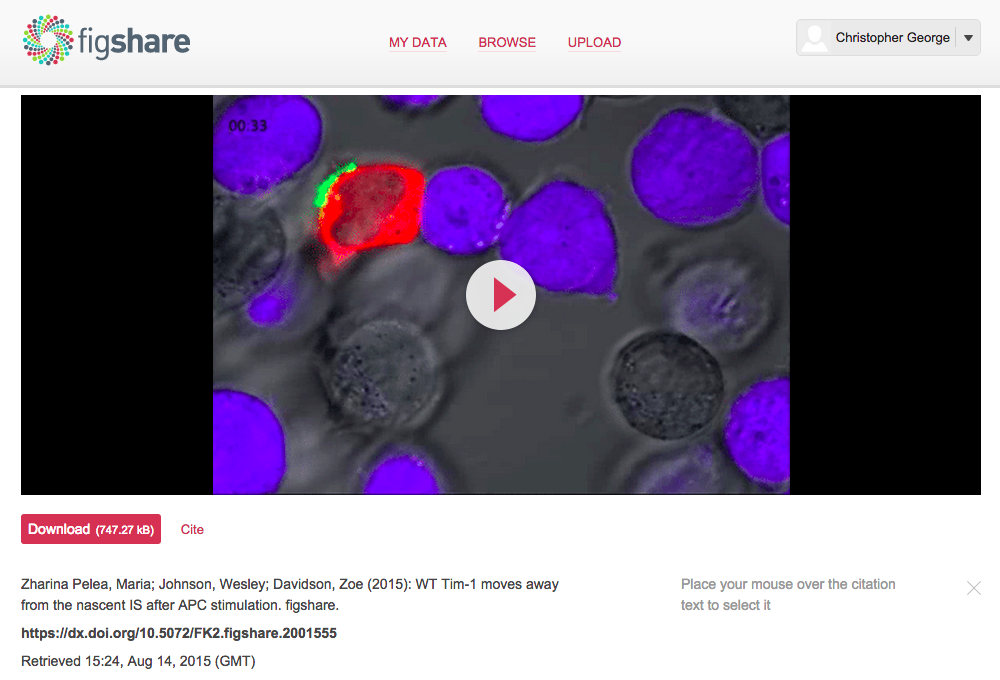 figshare
MY DATA
BROWSE
UPLOAD
Christopher George
00:33
Download (747.27 kB)
Cite
Zharina Pelea, Maria; Johnson, Wesley; Davidson, Zoe (2015): WT Tim-1 moves away
from the nascent IS after APC stimulation. figshare.
https://dx.doi.org/10.5072/FK2.figshare.2001555
Retrieved 15:24, Aug 14, 2015 (GMT)
Place your mouse over the citation
text to select it